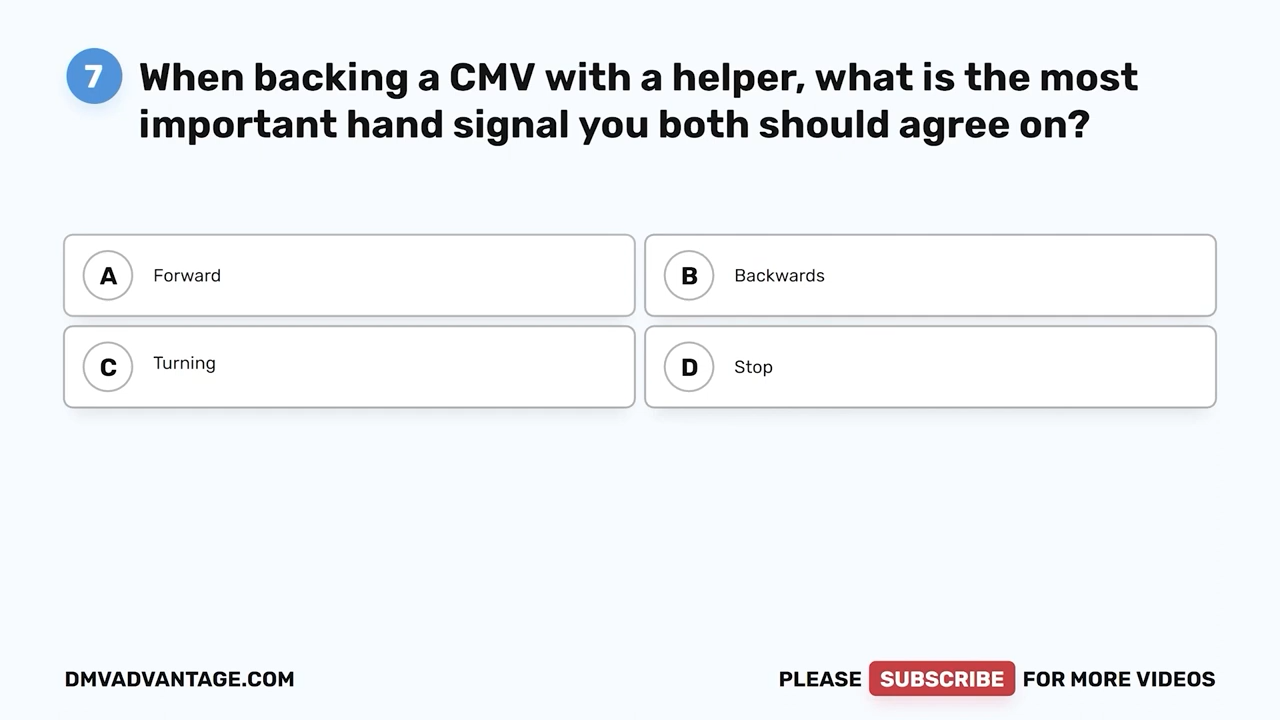 7
When backing a CMV with a helper, what is the most
important hand signal you both should agree on?
A Forward
B Backwards
C Turning
D Stop
DMVADVANTAGE.COM
PLEASE SUBSCRIBE FOR MORE VIDEOS